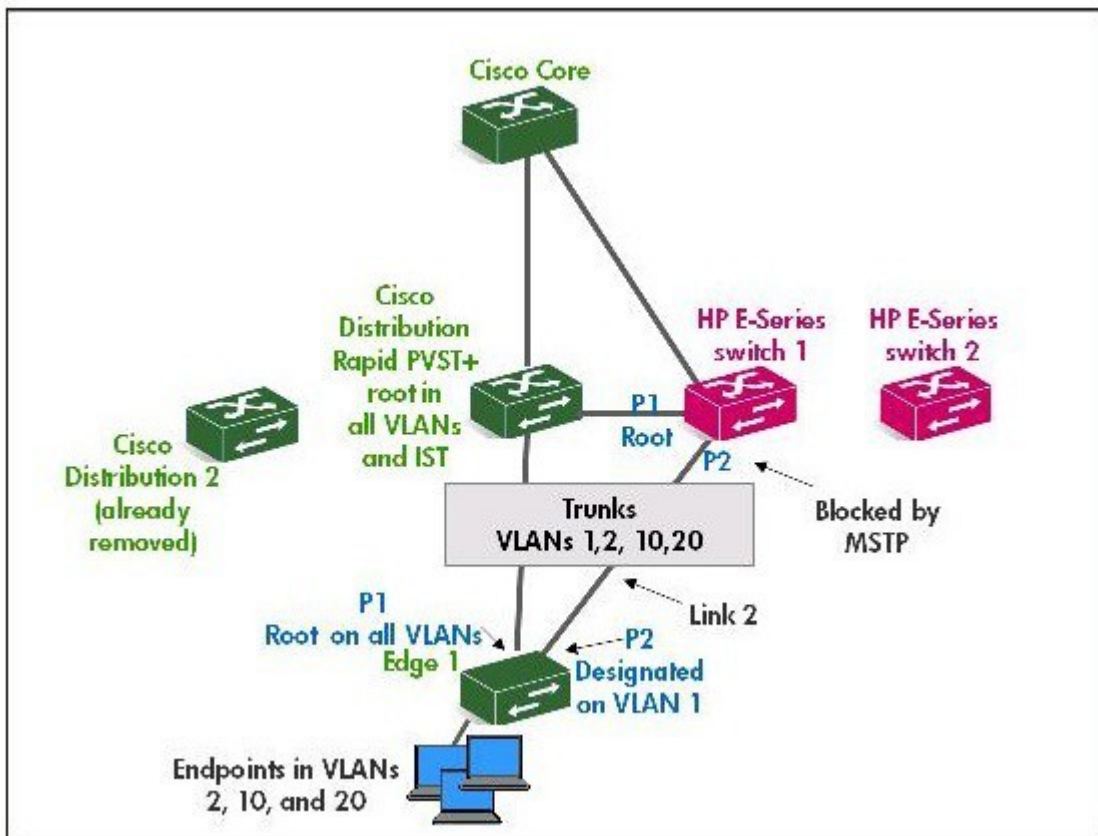 Cisco Core
Cisco
Distribution
Rapid PVST+
root in
all VLANs
and IST
HP E-Series
switch 1
HP E-Series
switch 2
P1
Root
P2
Cisco
Distribution 2
(already
removed)
Trunks
VLANs 1,2, 10,20
Blocked by
MSTP
Link 2
P1
Root on all VLANs
Edge 1
P2
Designated
on VLAN 1
Endpoints in VLANs
2, 10, and 20